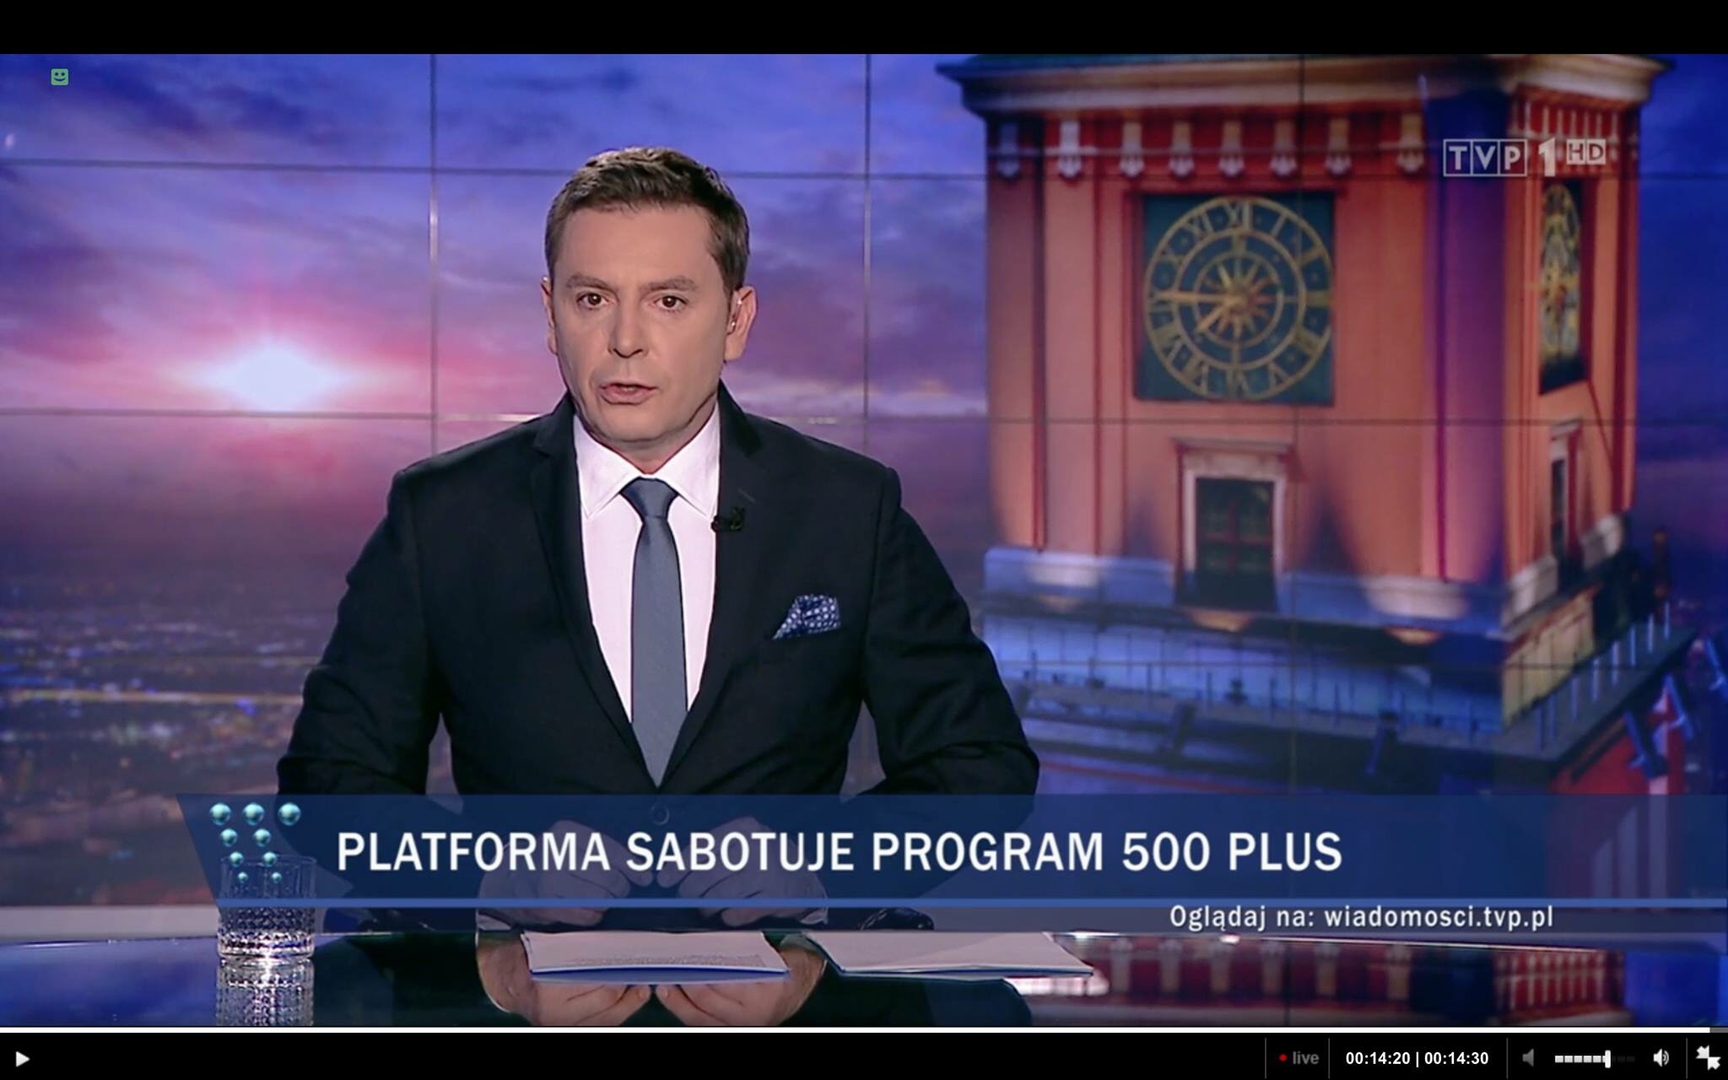 TVP 1 HD
PLATFORMA SABOTUJE PROGRAM 500 PLUS
Oglądaj na: wiadomosci.tvp.pl
live 00:14:20 | 00:14:30